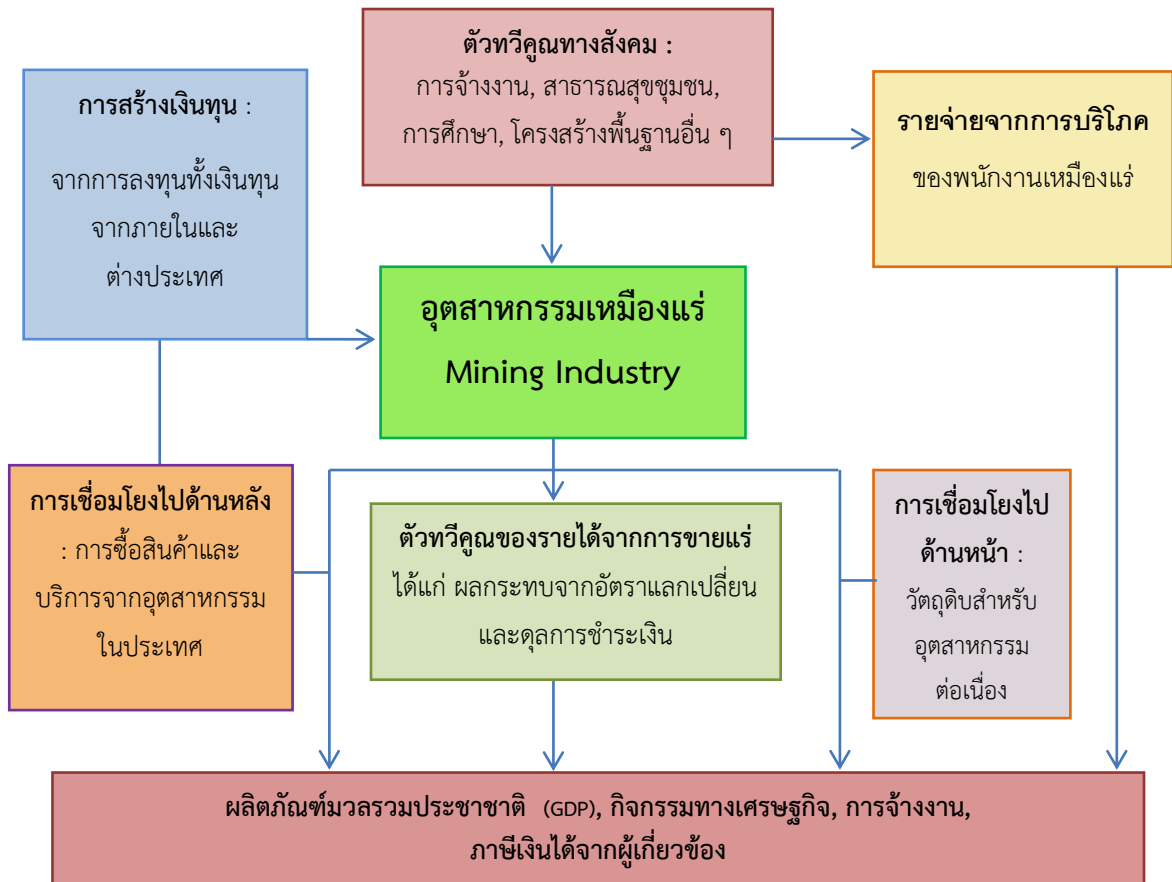 ตัวทวีคูณทางสังคม :
การจ้างงาน, สาธารณสุขชุมชน,
การศึกษา, โครงสร้างพื้นฐานอื่น ๆ
การสร้างเงินทุน :
จากการลงทุนทั้งเงินทุน
จากภายในและ
ต่างประเทศ
รายจ่ายจากการบริโภค
ของพนักงานเหมืองแร่
อุตสาหกรรมเหมืองแร่
Mining Industry
การเชื่อมโยงไปด้านหลัง
: การซื้อสินค้าและ
บริการจากอุตสาหกรรม
ในประเทศ
ตัวทวีคูณของรายได้จากการขายแร่
ได้แก่ ผลกระทบจากอัตราแลกเปลี่ยน
และดุลการชำระเงิน
การเชื่อมโยงไป
ด้านหน้า :
วัตถุดิบสำหรับ
อุตสาหกรรม
ต่อเนื่อง
ผลิตภัณฑ์มวลรวมประชาชาติ (GDP), กิจกรรมทางเศรษฐกิจ, การจ้างงาน,
ภาษีเงินได้จากผู้เกี่ยวข้อง